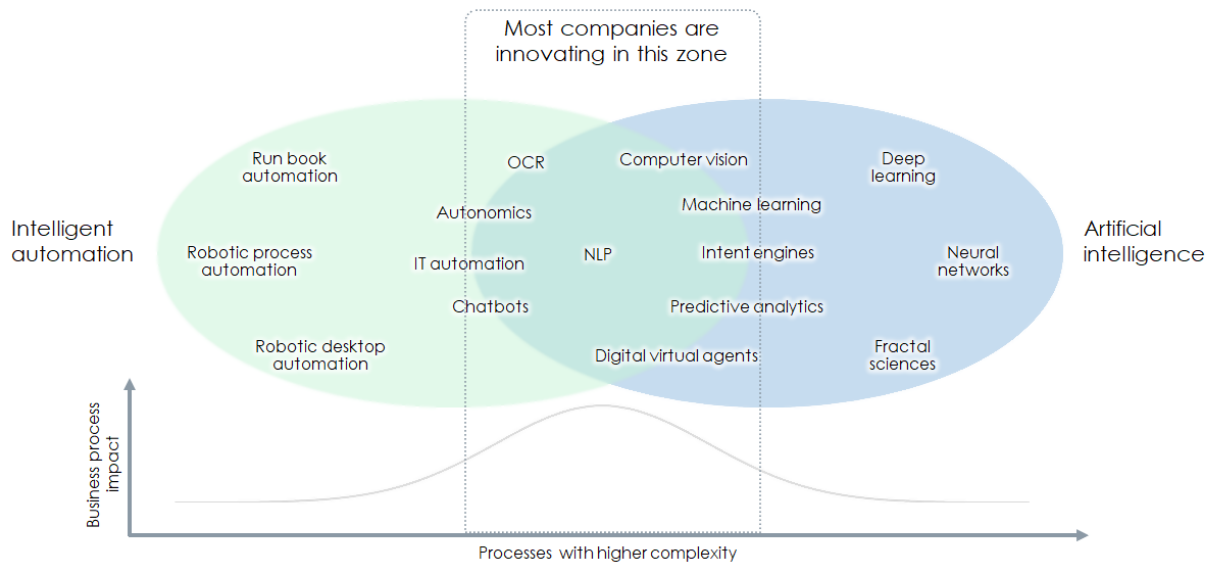 Most companies are
innovating in this zone
Intelligent
automation
Run book
automation
OCR
Computer vision
Deep
learning
Autonomics
Machine learning
Artificial
intelligence
Robotic process
automation
IT automation
NLP
Intent engines
Neural
networks
Chatbots
Predictive analytics
Robotic desktop
automation
Digital virtual agents
Fractal
sciences
Business process
impact
Processes with higher complexity